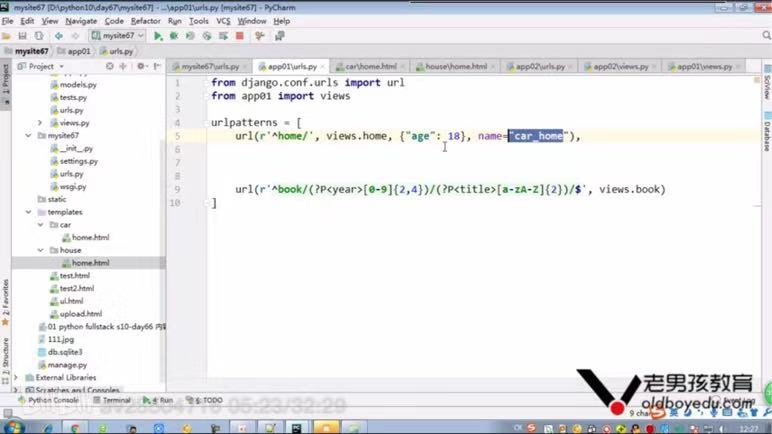 mysite67 [D:\python10\day67\mysite67] - ...\app01\urls.py - PyCharm
File Edit View Navigate Code Refactor Run Tools VCS Window Help
mysite67
mysite67 app01 urls.py
Project
mysite67\urls.py app01\urls.py car\home.html house\home.html app02\urls.py app02\views.py app01\views.py
models.py
tests.py
urls.py
views.py
mysite67
__init__.py
settings.py
urls.py
wsgi.py
static
templates
car
home.html
house
home.html
test.html
test2.html
ul.html
upload.html
01 python fullstack s10-day66
111.jpg
db.sqlite3
manage.py
External Libraries
Scratches and Consoles
1 from django.conf.urls import url
2 from app01 import views
3
4 urlpatterns = [
5 url(r'^home/', views.home, {"age": 18}, name="car_home"),
6
7
8
9 url(r'^book/(?P<year>[0-9]{2,4})/(?P<title>[a-zA-Z]{2})/$', views.book)
10 ]
1: Project
2: Favorites
7: Structure
Database
Python Console Terminal 4: Run 6: TODO
05:23/32:29
老男孩教育
oldboyedu.com
9 chars
12:27